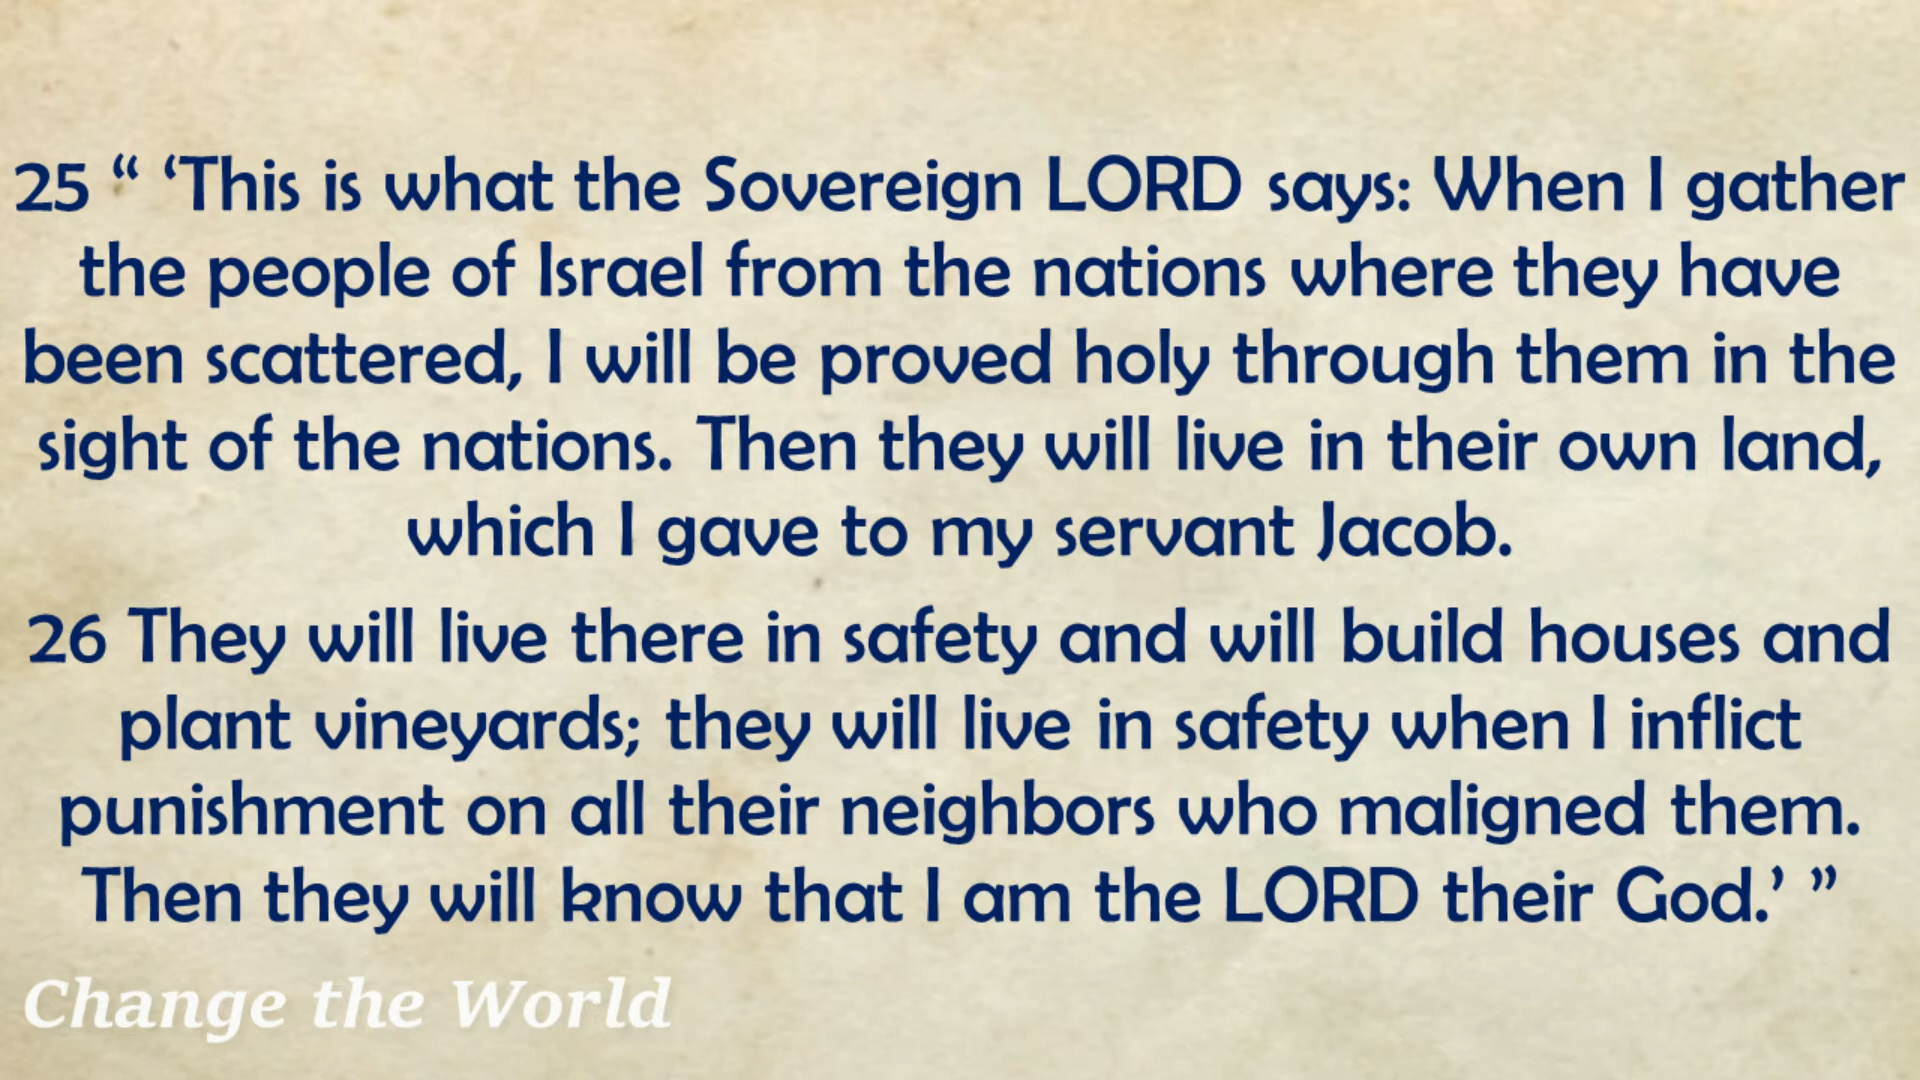 25 “ ‘This is what the Sovereign LORD says: When I gather
the people of Israel from the nations where they have
been scattered, I will be proved holy through them in the
sight of the nations. Then they will live in their own land,
which I gave to my servant Jacob.
26 They will live there in safety and will build houses and
plant vineyards; they will live in safety when I inflict
punishment on all their neighbors who maligned them.
Then they will know that I am the LORD their God.’ ”
Change the World